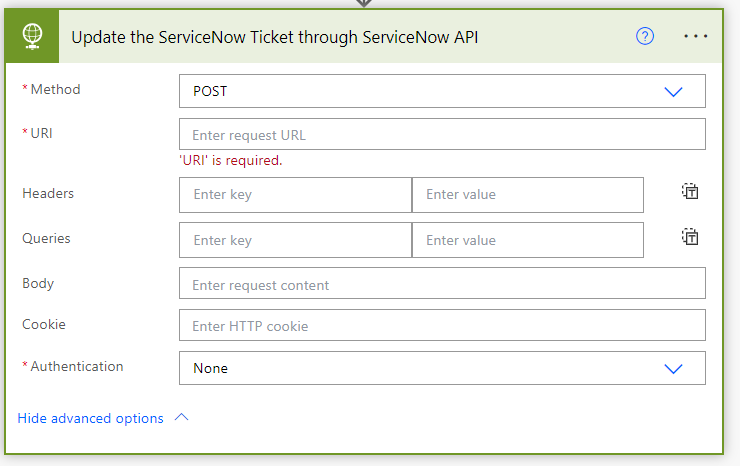 Update the ServiceNow Ticket through ServiceNow API
* Method
POST
* URI
Enter request URL
'URI' is required.
Headers
Enter key
Enter value
Queries
Enter key
Enter value
Body
Enter request content
Cookie
Enter HTTP cookie
* Authentication
None
Hide advanced options